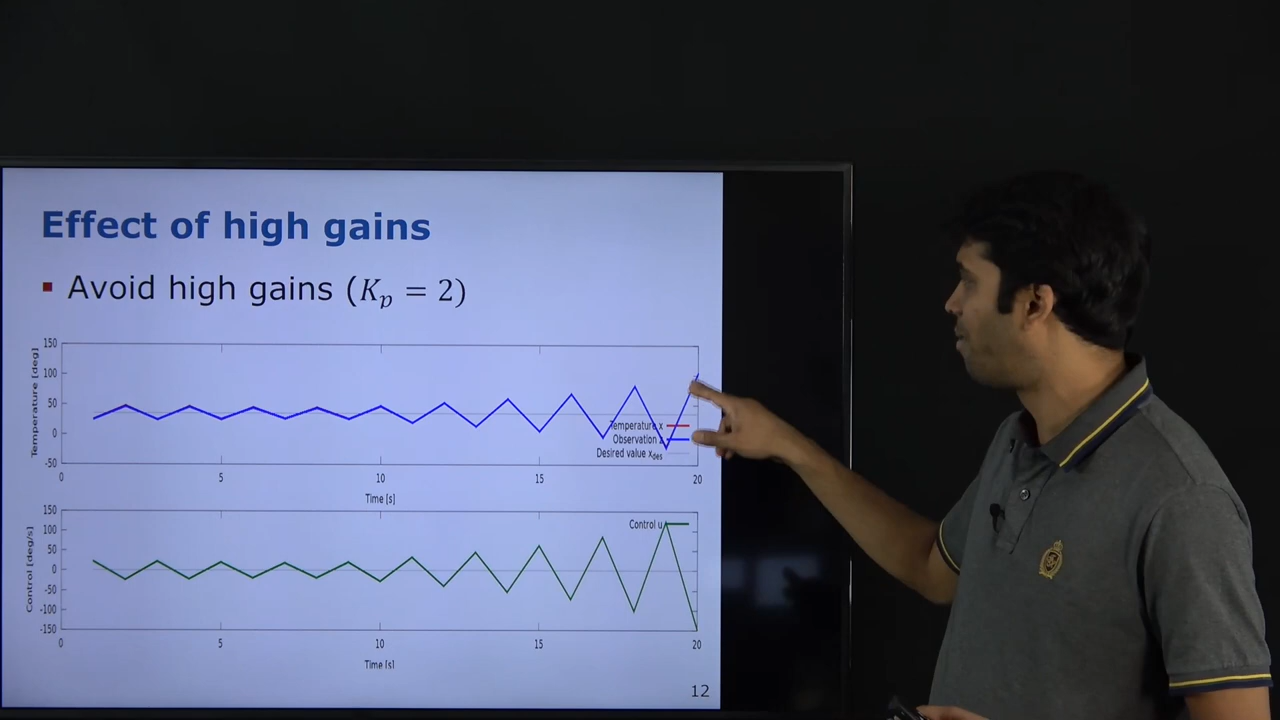 Effect of high gains
Avoid high gains (Kₚ = 2)
150
100
50
0
-50
Temperature [deg]
Temperature x
Observation z
Desired value x_des
0 5 10 15 20
Time [s]
150
100
50
0
-50
-100
-150
Control [deg/s]
Control u
0 5 10 15 20
Time [s]
12